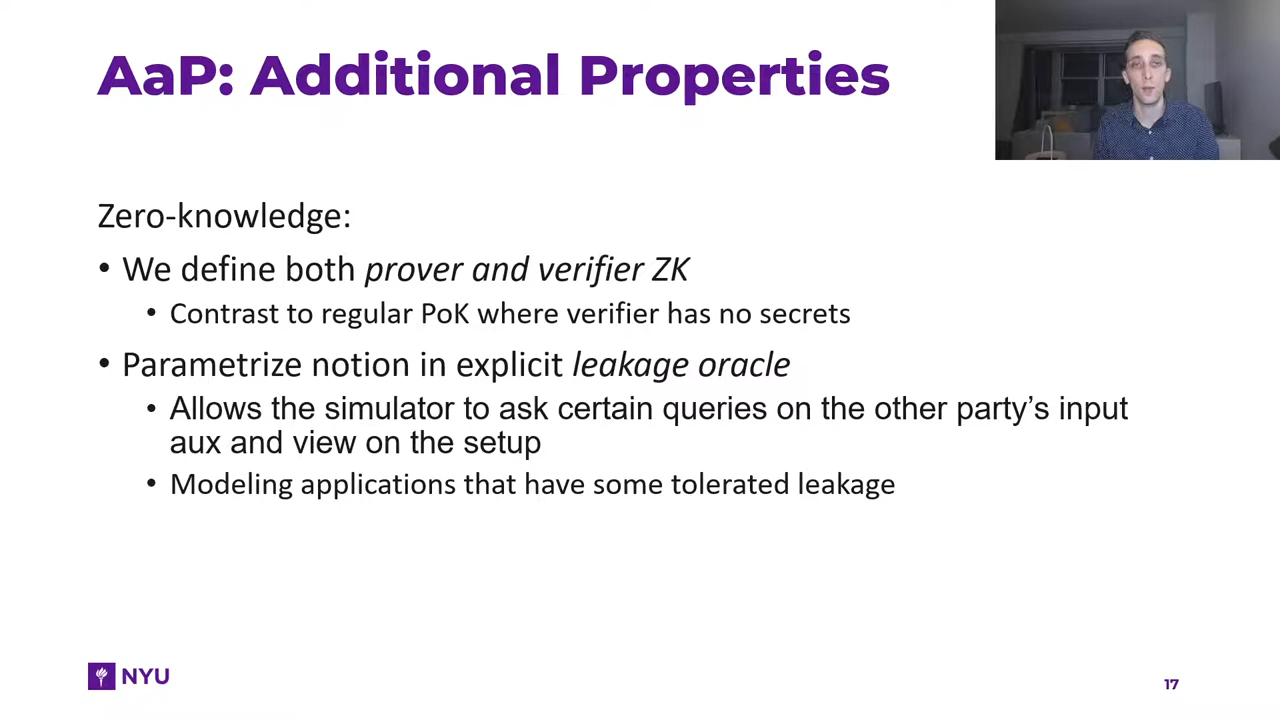 AaP: Additional Properties
Zero-knowledge:
• We define both prover and verifier ZK
• Contrast to regular PoK where verifier has no secrets
• Parametrize notion in explicit leakage oracle
• Allows the simulator to ask certain queries on the other party's input
aux and view on the setup
• Modeling applications that have some tolerated leakage
NYU
17